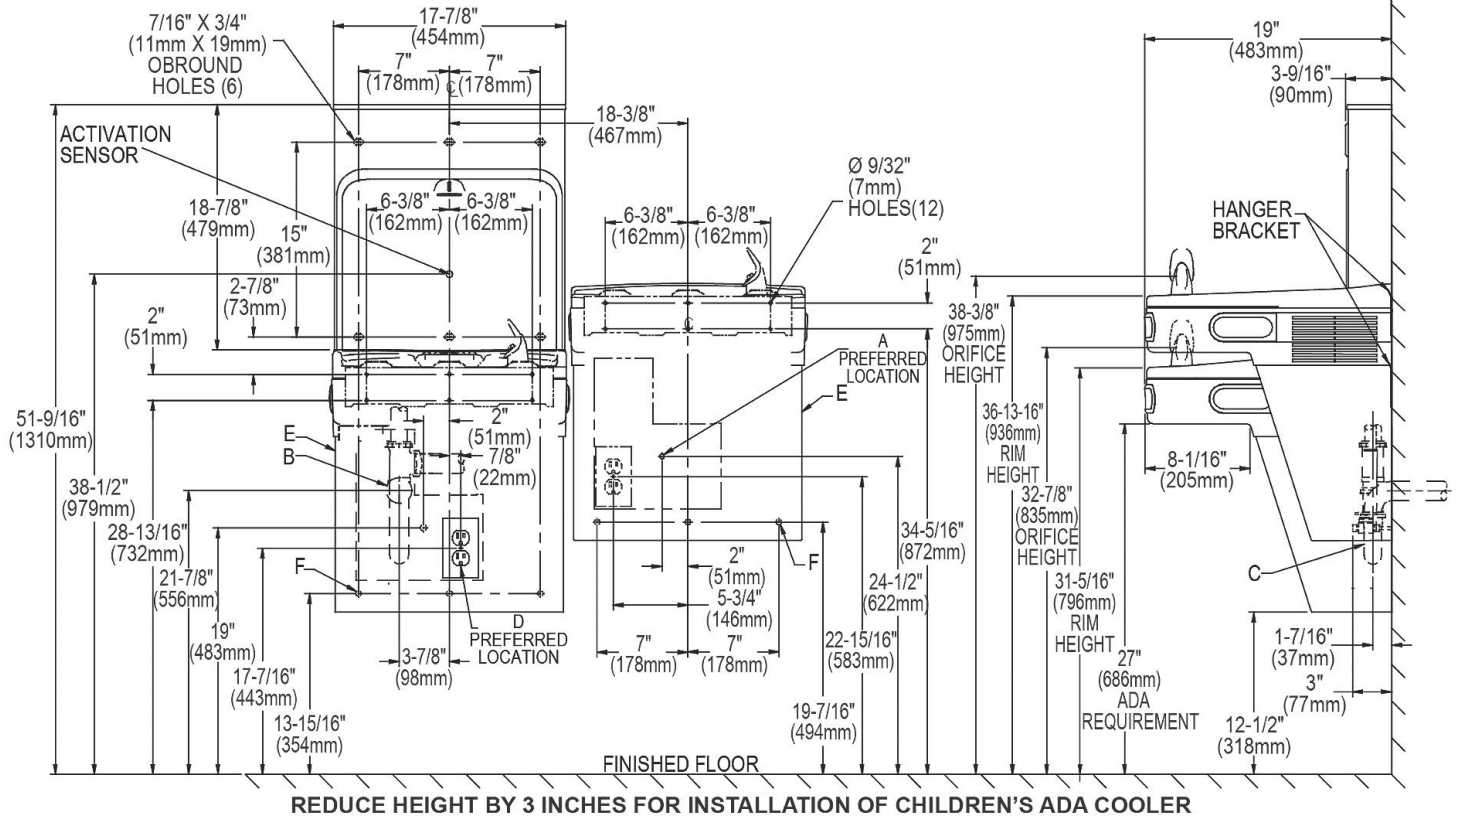 7/16" X 3/4"
(11mm X 19mm)
OBROUND
HOLES (6)
17-7/8"
(454mm)
7"
(178mm)
7"
(178mm)
℄
18-3/8"
(467mm)
ACTIVATION
SENSOR
18-7/8"
(479mm)
15"
(381mm)
2-7/8"
(73mm)
2"
(51mm)
6-3/8"
(162mm)
6-3/8"
(162mm)
6-3/8"
(162mm)
6-3/8"
(162mm)
Ø 9/32"
(7mm)
HOLES(12)
2"
(51mm)
℄
A
PREFERRED
LOCATION
E
51-9/16"
(1310mm)
38-1/2"
(979mm)
28-13/16"
(732mm)
21-7/8"
(556mm)
19"
(483mm)
17-7/16"
(443mm)
13-15/16"
(354mm)
E
B
F
2"
(51mm)
7/8"
(22mm)
D
PREFERRED
LOCATION
3-7/8"
(98mm)
F
2"
(51mm)
5-3/4"
(146mm)
7"
(178mm)
7"
(178mm)
34-5/16"
(872mm)
24-1/2"
(622mm)
22-15/16"
(583mm)
19-7/16"
(494mm)
19"
(483mm)
3-9/16"
(90mm)
HANGER
BRACKET
38-3/8"
(975mm)
ORIFICE
HEIGHT
36-13-16"
(936mm)
RIM
HEIGHT
32-7/8"
(835mm)
ORIFICE
HEIGHT
31-5/16"
(796mm)
RIM
HEIGHT
27"
(686mm)
ADA
REQUIREMENT
8-1/16"
(205mm)
C
1-7/16"
(37mm)
3"
(77mm)
12-1/2"
(318mm)
FINISHED FLOOR
REDUCE HEIGHT BY 3 INCHES FOR INSTALLATION OF CHILDREN'S ADA COOLER